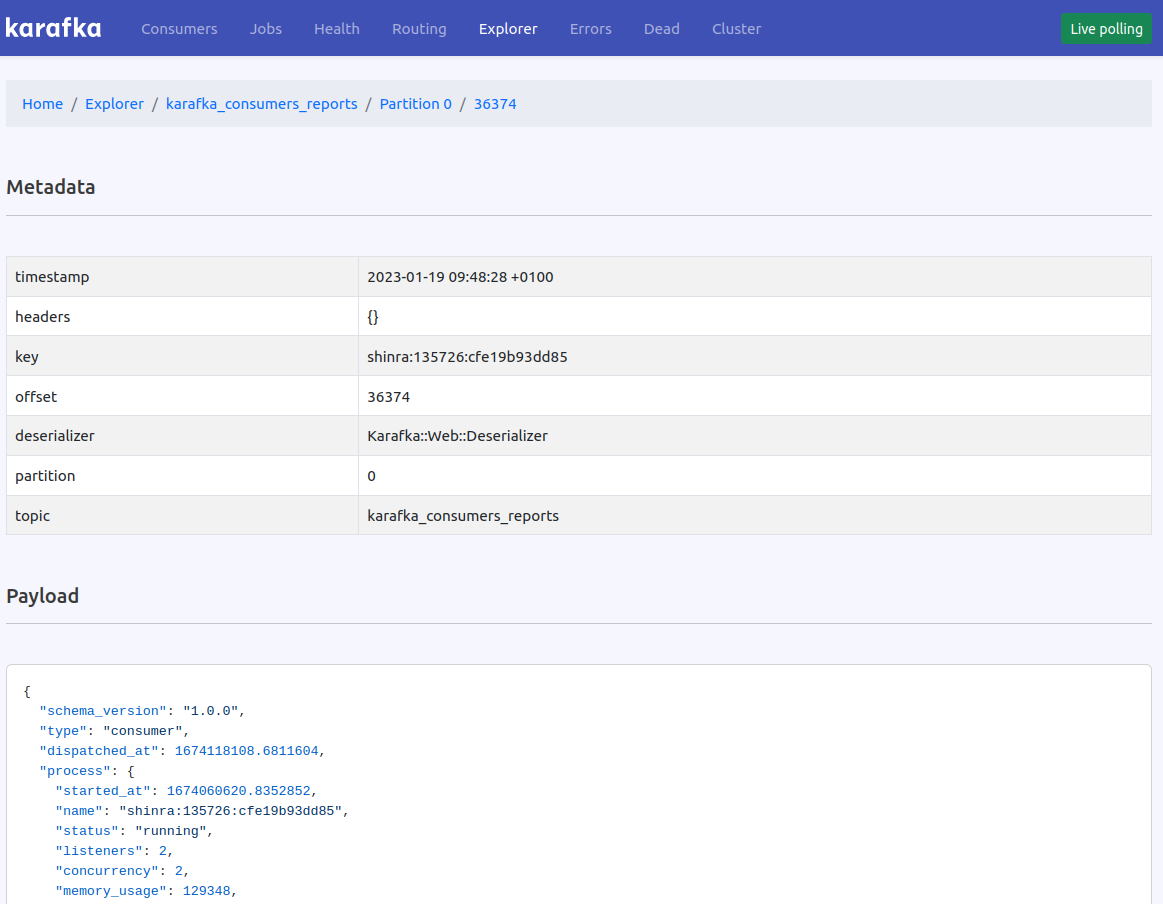 karafka Consumers Jobs Health Routing Explorer Errors Dead Cluster Live polling
Home / Explorer / karafka_consumers_reports / Partition 0 / 36374
Metadata
timestamp 2023-01-19 09:48:28 +0100
headers {}
key shinra:135726:cfe19b93dd85
offset 36374
deserializer Karafka::Web::Deserializer
partition 0
topic karafka_consumers_reports
Payload
{
  "schema_version": "1.0.0",
  "type": "consumer",
  "dispatched_at": 1674118108.6811604,
  "process": {
    "started_at": 1674060620.8352852,
    "name": "shinra:135726:cfe19b93dd85",
    "status": "running",
    "listeners": 2,
    "concurrency": 2,
    "memory_usage": 129348,